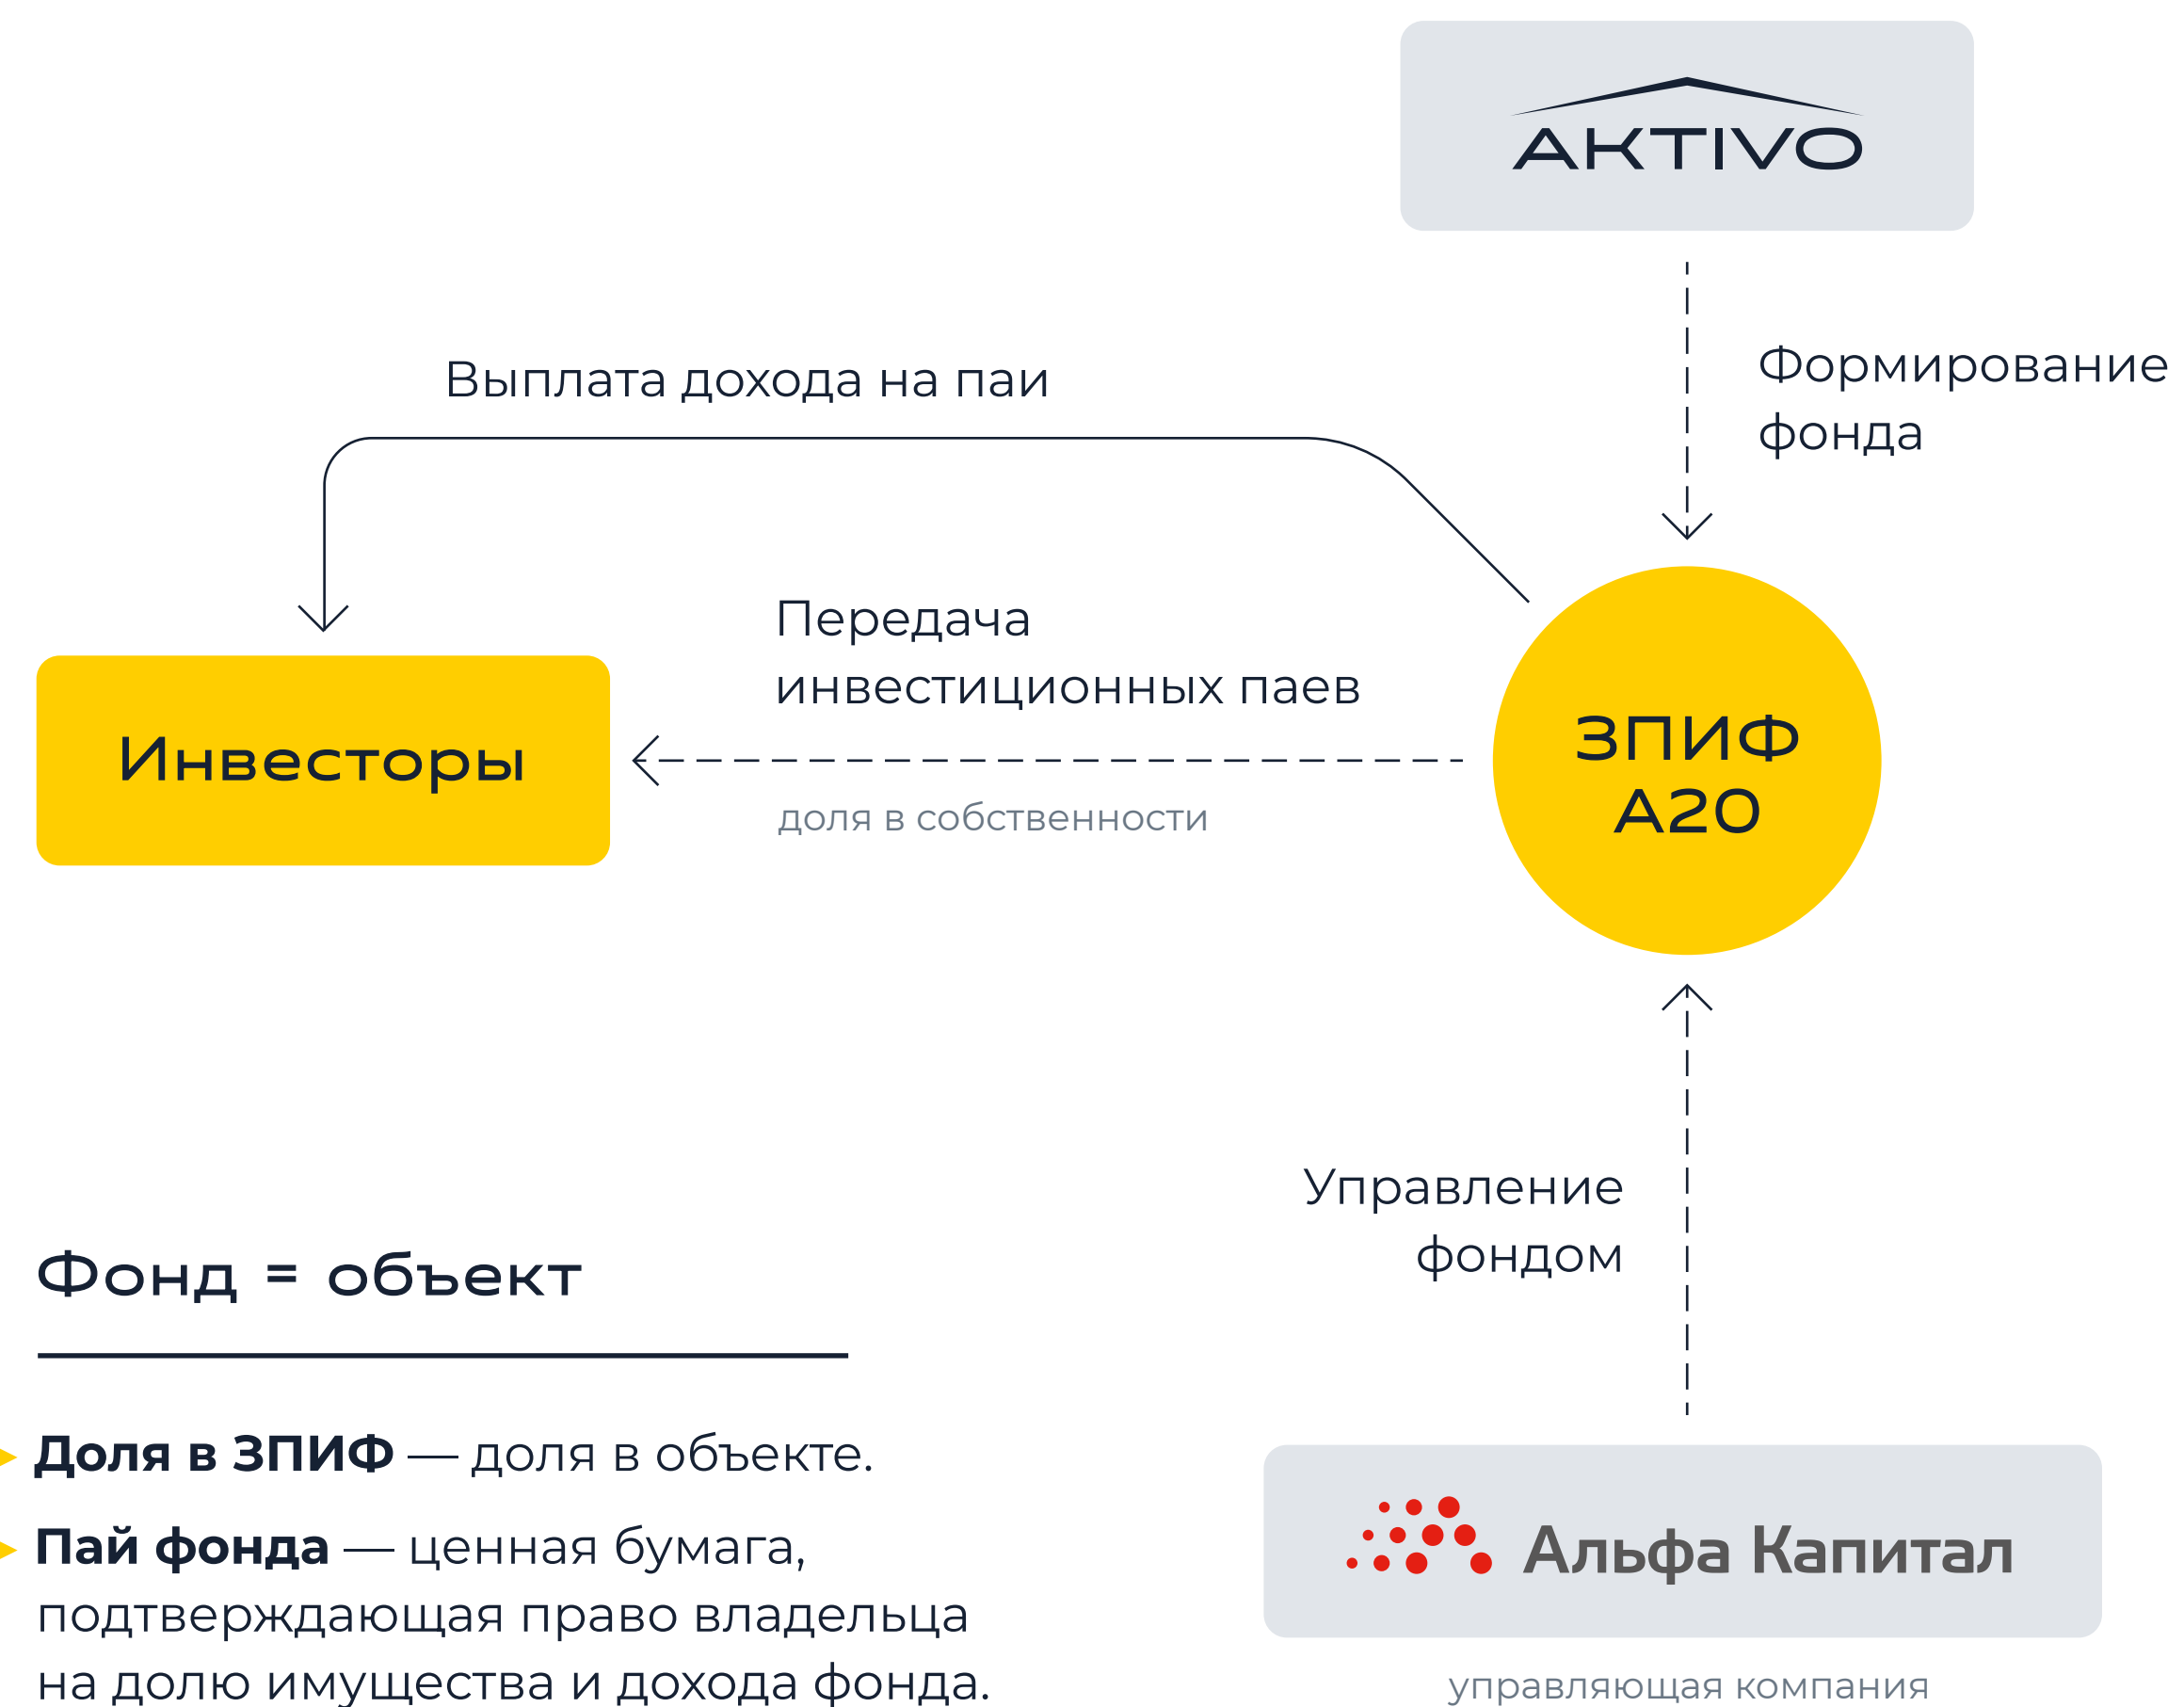 AKTIVO
Формирование
фонда
Выплата дохода на паи
Передача
инвестиционных паев
доля в собственности
Инвесторы
ЗПИФ
А20
Управление
фондом
Фонд = объект
Доля в ЗПИФ — доля в объекте.
Пай фонда — ценная бумага,
подтверждающая право владельца
на долю имущества и дохода фонда.
Альфа Капитал
управляющая компания